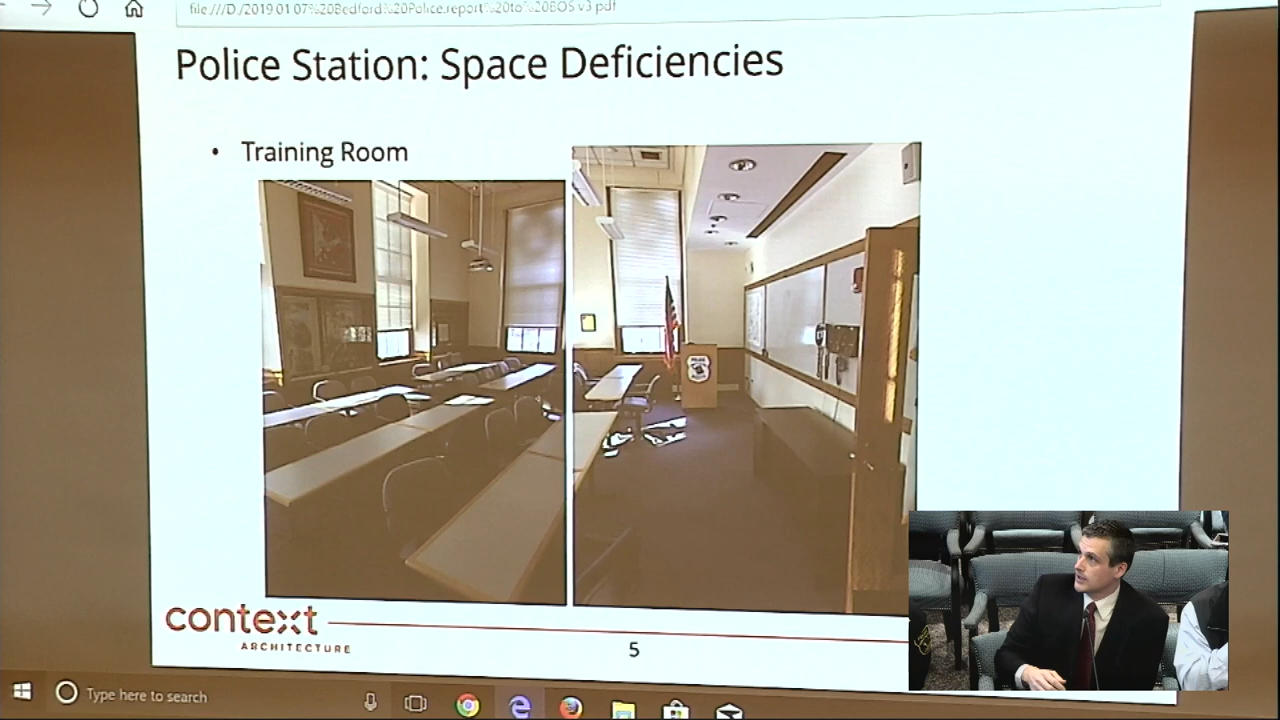 file:///D:/2019 01 07%20Bedford%20Police.report%20to%20BOS v3.pdf
Police Station: Space Deficiencies
• Training Room
POLICE
context
ARCHITECTURE
5
Type here to search